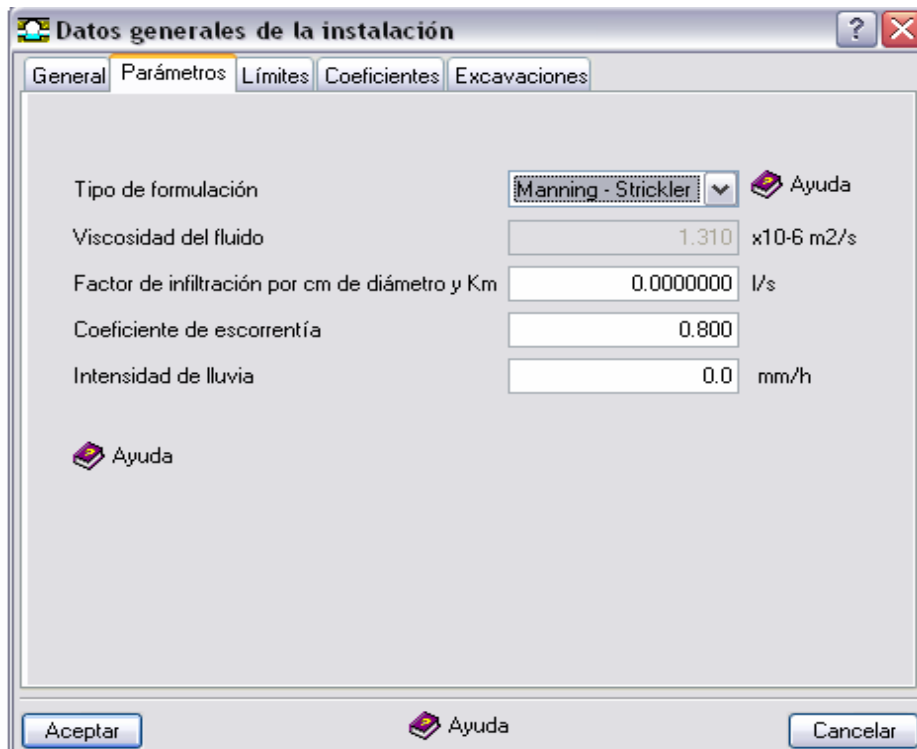 Datos generales de la instalación ?
General Parámetros Límites Coeficientes Excavaciones
Tipo de formulación Manning - Strickler Ayuda
Viscosidad del fluido 1.310 x10-6 m2/s
Factor de infiltración por cm de diámetro y Km 0.0000000 l/s
Coeficiente de escorrentía 0.800
Intensidad de lluvia 0.0 mm/h
Ayuda
Aceptar Ayuda Cancelar